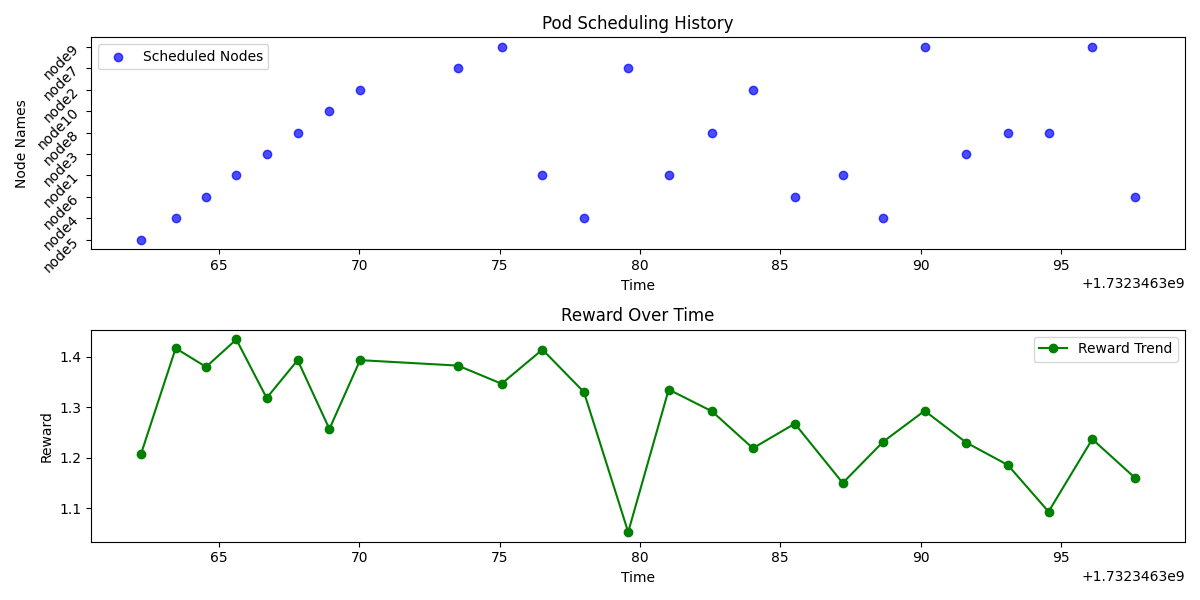 Pod Scheduling History
Scheduled Nodes
Node Names
node9
node7
node2
node10
node8
node3
node1
node6
node4
node5
65 70 75 80 85 90 95
Time
+1.7323463e9
Reward Over Time
Reward Trend
Reward
1.4
1.3
1.2
1.1
65 70 75 80 85 90 95
Time
+1.7323463e9